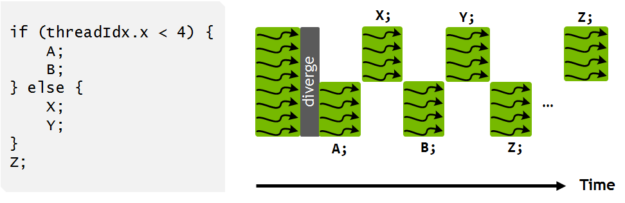 if (threadIdx.x < 4) {
    A;
    B;
} else {
    X;
    Y;
}
Z;
diverge
X;
Y;
Z;
...
A;
B;
Z;
Time